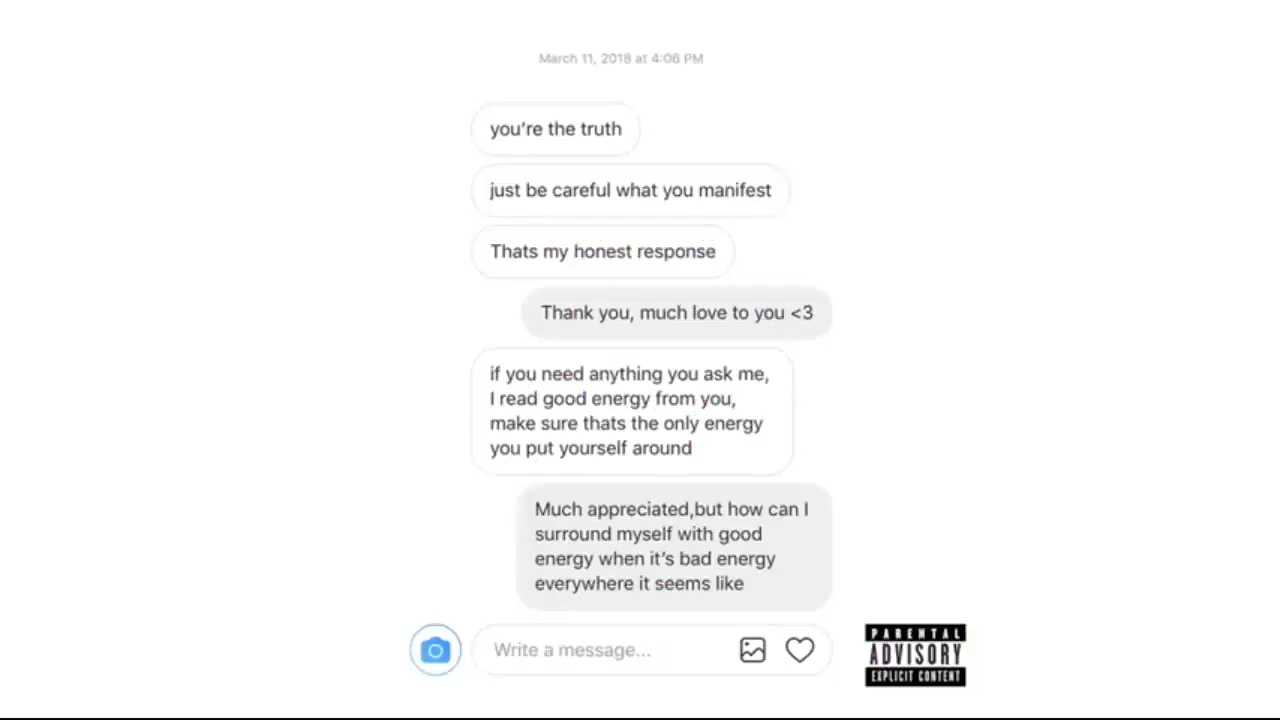 March 11, 2018 at 4:06 PM
you're the truth
just be careful what you manifest
Thats my honest response
Thank you, much love to you <3
if you need anything you ask me,
I read good energy from you,
make sure thats the only energy
you put yourself around
Much appreciated,but how can I
surround myself with good
energy when it's bad energy
everywhere it seems like
Write a message...
PARENTAL
ADVISORY
EXPLICIT CONTENT